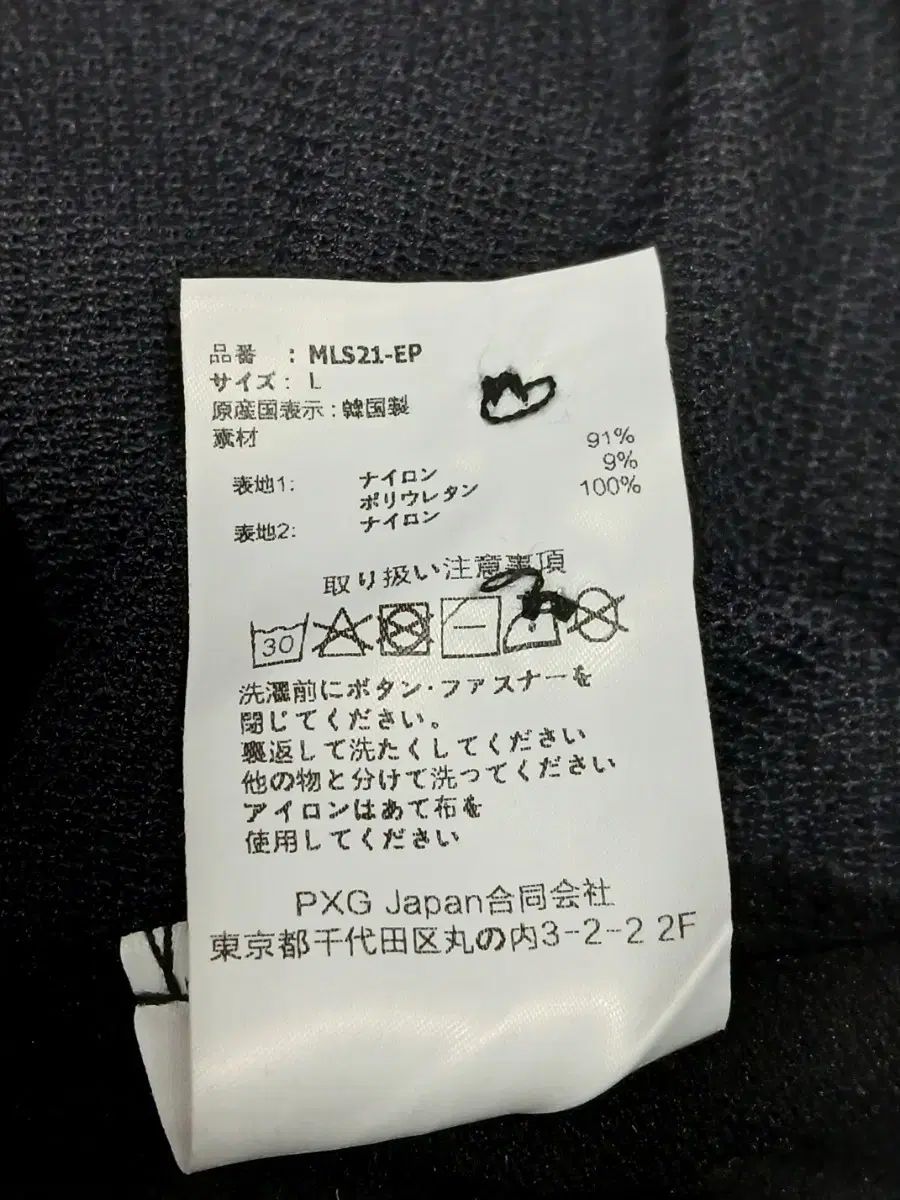 品番 : MLS21-EP
サイズ: L
原産国表示:韓国製
素材
表地1: ナイロン 91%
ポリウレタン 9%
表地2: ナイロン 100%
取り扱い注意事項
30
洗濯前にボタン・ファスナーを
閉じてください。
裏返して洗たくしてください
他の物と分けて洗つてください
アイロンはあて布を
使用してください
PXG Japan合同会社
東京都千代田区丸の内3-2-2 2F